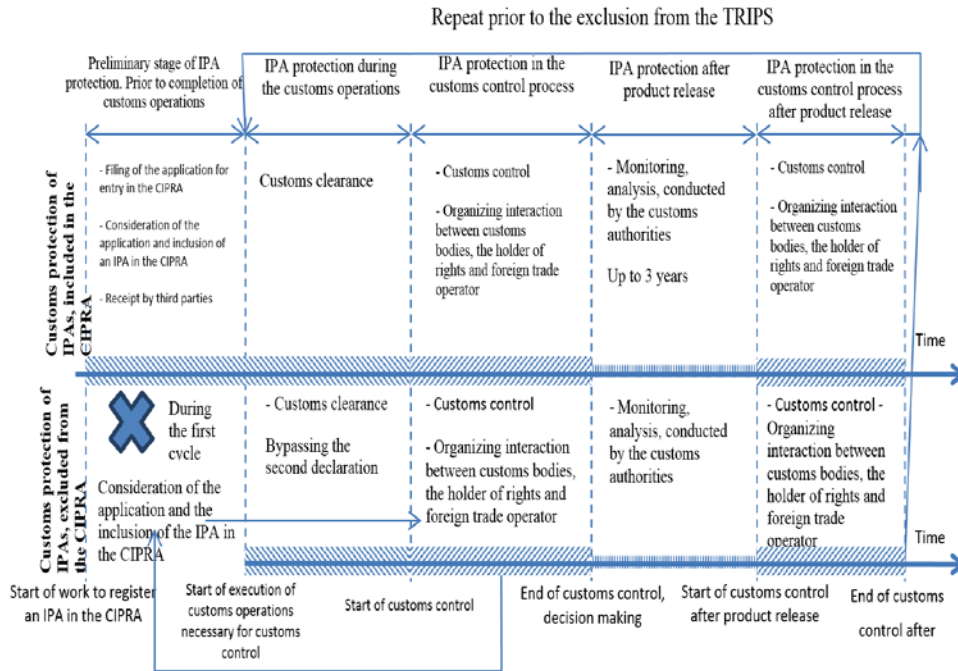 Repeat prior to the exclusion from the TRIPS
Preliminary stage of IPA
protection. Prior to completion of
customs operations
IPA protection during
the customs operations
IPA protection in the
customs control process
IPA protection after
product release
IPA protection in the
customs control process
after product release
Customs protection of
IPAs, included in the
CIPRA
- Filing of the application for
entry in the CIPRA
- Consideration of the
application and inclusion of
an IPA in the CIPRA
- Receipt by third parties
Customs clearance
- Customs control
- Organizing interaction
between customs
bodies, the holder of
rights and foreign trade
operator
- Monitoring,
analysis, conducted
by the customs
authorities
Up to 3 years
- Customs control
- Organizing interaction
between customs
bodies, the holder of
rights and foreign trade
operator
Time
Customs protection of
IPAs, excluded from
the CIPRA
During
the first
cycle
Consideration of the
application and the
inclusion of the IPA in
the CIPRA
- Customs clearance
Bypassing the
second declaration
- Customs control
- Organizing interaction
between customs bodies,
the holder of rights and
foreign trade operator
- Monitoring,
analysis, conducted
by the customs
authorities
- Customs control -
Organizing
interaction between
customs bodies, the
holder of rights and
foreign trade
operator
Time
Start of work to register
an IPA in the CIPRA
Start of execution of
customs operations
necessary for customs
control
Start of customs control
End of customs control,
decision making
Start of customs control
after product release
End of customs
control after